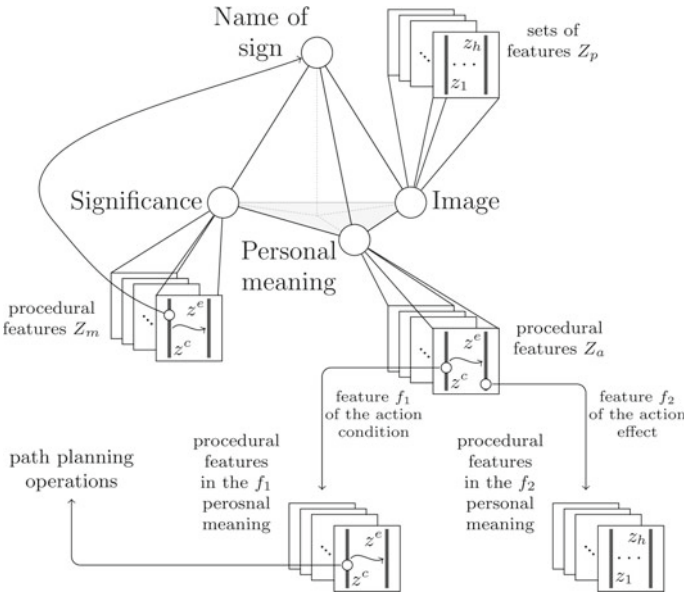 Name of
sign
sets of
features Z_p
z_h
. . .
z_1
Significance
Image
Personal
meaning
procedural
features Z_m
z^e
z^c
procedural
features Z_a
z^e
z^c
feature f_1
of the action
condition
feature f_2
of the action
effect
path planning
operations
procedural
features
in the f_1
perosnal
meaning
procedural
features
in the f_2
personal
meaning
z^e
z^c
z_h
. . .
z_1